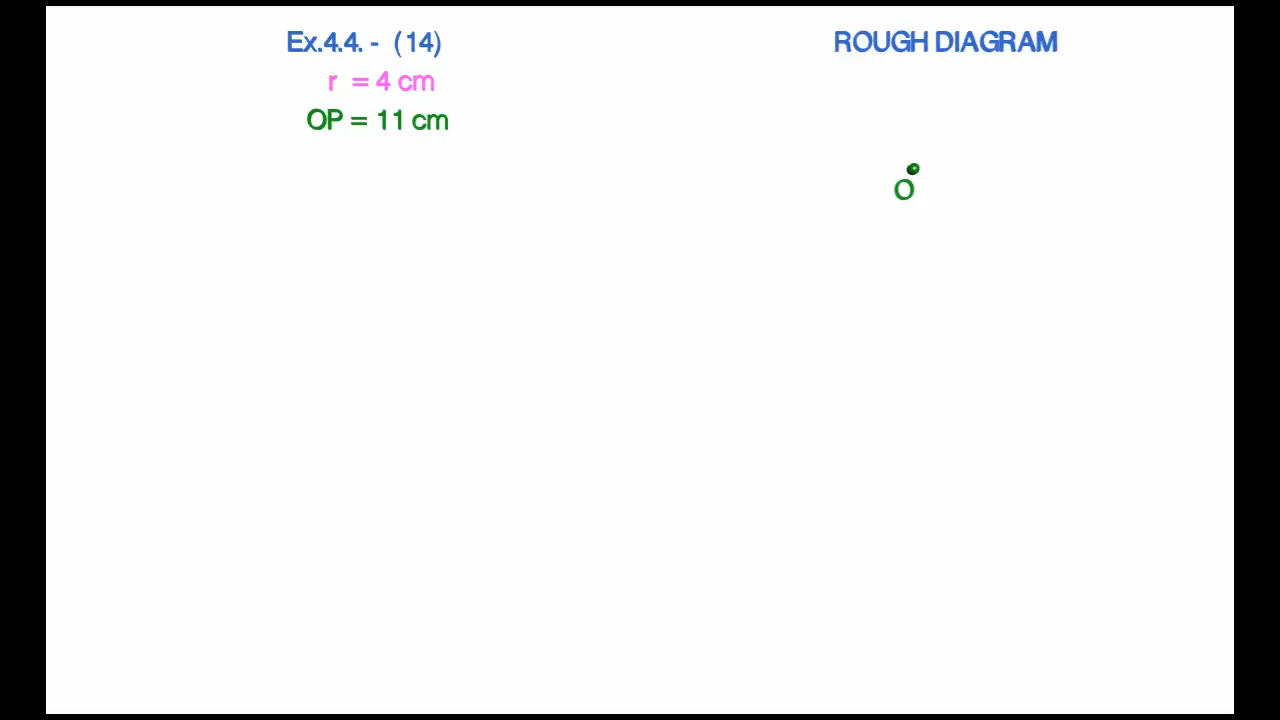 Ex.4.4. - (14)
r = 4 cm
OP = 11 cm
ROUGH DIAGRAM
O